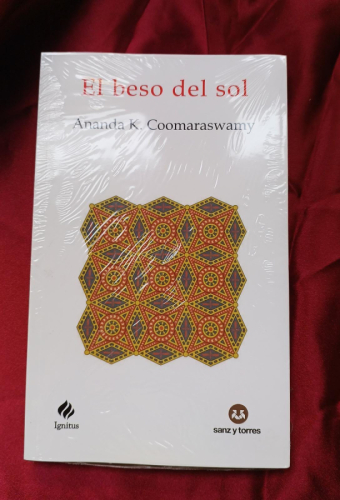 El beso del sol
Ananda K. Coomaraswamy
Ignitus
sanz y torres